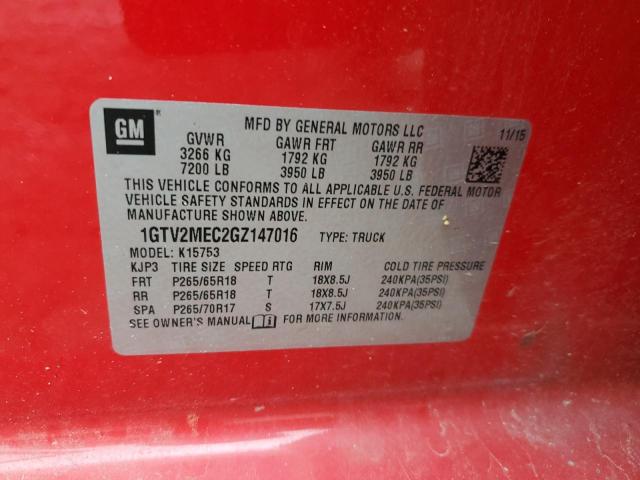 GM ®
MFD BY GENERAL MOTORS LLC 11/15
GVWR GAWR FRT GAWR RR
3266 KG 1792 KG 1792 KG
7200 LB 3950 LB 3950 LB
THIS VEHICLE CONFORMS TO ALL APPLICABLE U.S. FEDERAL MOTOR
VEHICLE SAFETY STANDARDS IN EFFECT ON THE DATE OF
MANUFACTURE SHOWN ABOVE.
1GTV2MEC2GZ147016 TYPE: TRUCK
MODEL: K15753
KJP3 TIRE SIZE SPEED RTG RIM COLD TIRE PRESSURE
FRT P265/65R18 T 18X8.5J 240KPA(35PSI)
RR P265/65R18 T 18X8.5J 240KPA(35PSI)
SPA P265/70R17 S 17X7.5J 240KPA(35PSI)
SEE OWNER'S MANUAL FOR MORE INFORMATION.